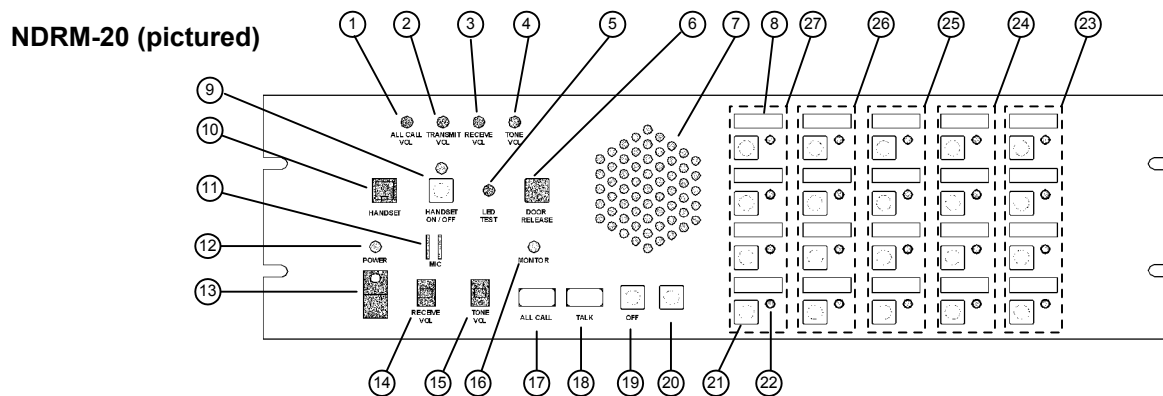 NDRM-20 (pictured)
1 2 3 4 5 6 7 8 27 26 25 24 23
9
10
11
12
13
ALL CALL VOL
TRANSMIT VOL
RECEIVE VOL
TONE VOL
HANDSET
HANDSET ON / OFF
LED TEST
DOOR RELEASE
POWER
MIC
MONITOR
RECEIVE VOL
TONE VOL
ALL CALL
TALK
OFF
14 15 16 17 18 19 20 21 22